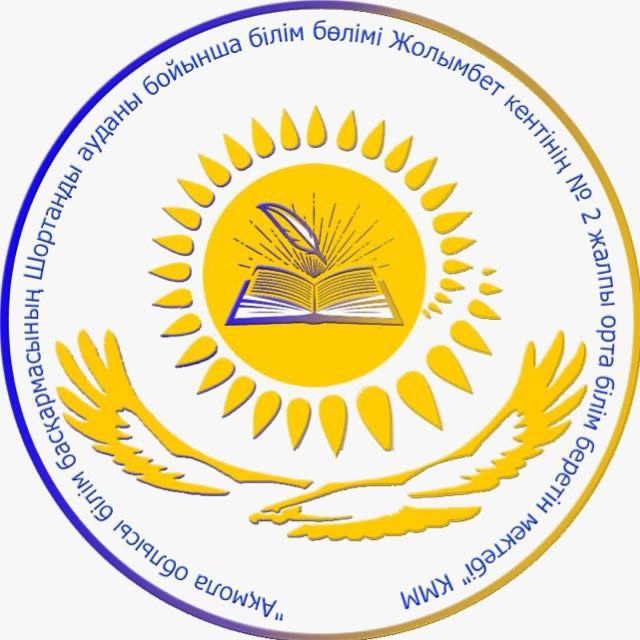 "Ақмола облысы білім басқармасының Шортанды ауданы бойынша білім бөлімі Жолымбет кентінің № 2 жалпы орта білім беретін мектебі" КММ